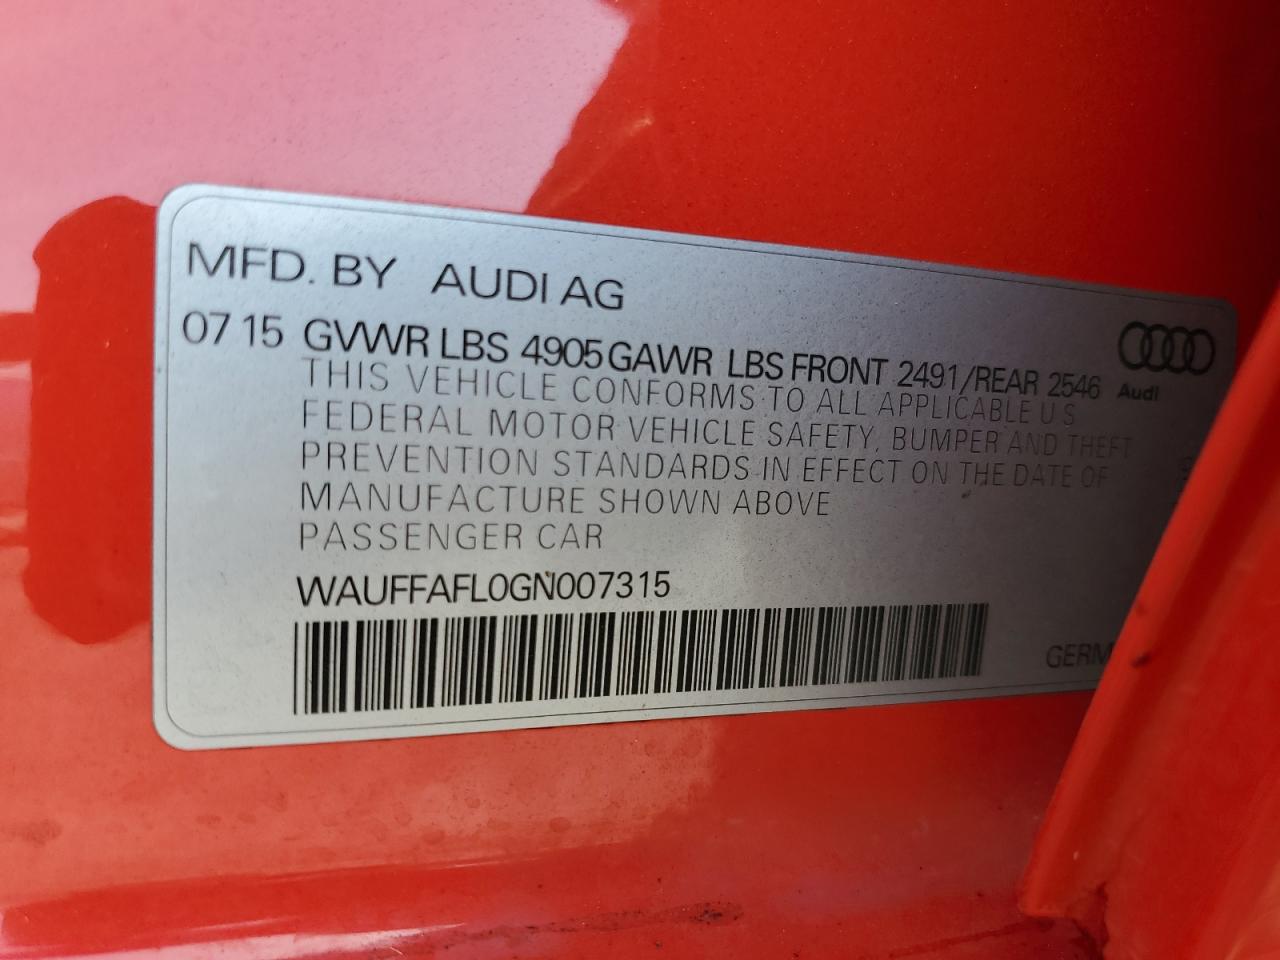 MFD. BY AUDI AG
07 15 GVWR LBS 4905 GAWR LBS FRONT 2491/REAR 2546
Audi
THIS VEHICLE CONFORMS TO ALL APPLICABLE U S
FEDERAL MOTOR VEHICLE SAFETY, BUMPER AND THEFT
PREVENTION STANDARDS IN EFFECT ON THE DATE OF
MANUFACTURE SHOWN ABOVE
PASSENGER CAR
WAUFFAFL0GN007315
GERM